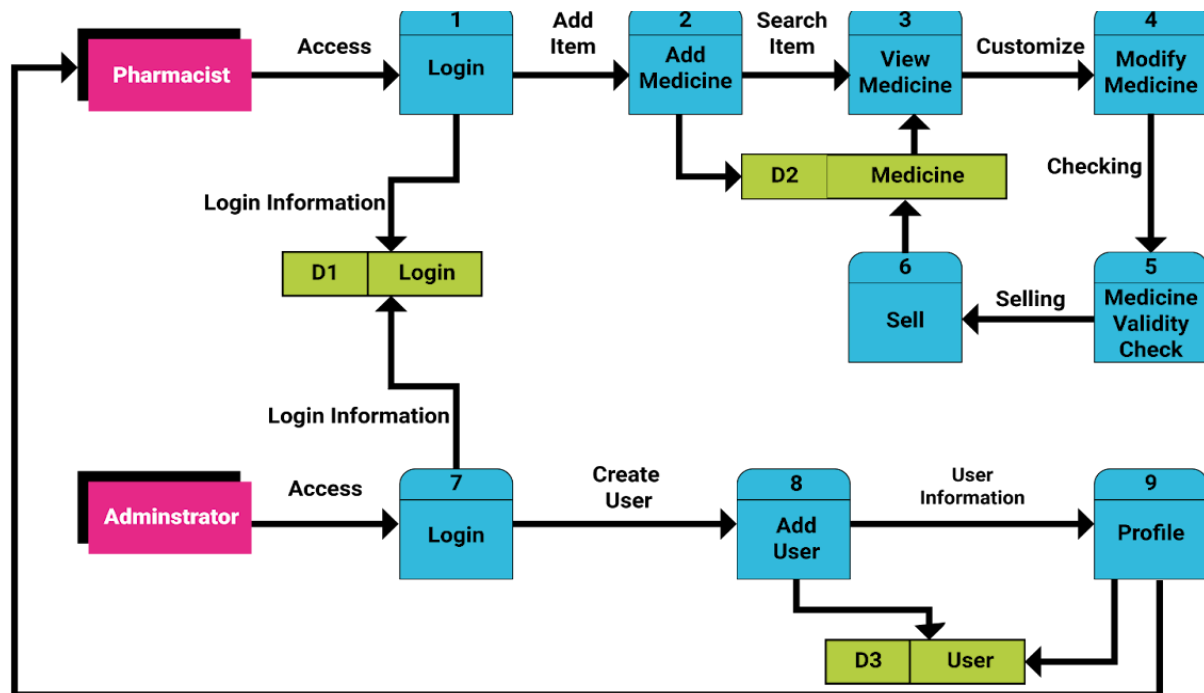 1
2
3
4
Pharmacist
Access
Login
Add
Item
Add
Medicine
Search
Item
View
Medicine
Customize
Modify
Medicine
Login Information
D2
Medicine
Checking
D1
Login
6
Sell
Selling
5
Medicine
Validity
Check
Login Information
Adminstrator
Access
7
Login
Create
User
8
Add
User
User
Information
9
Profile
D3
User